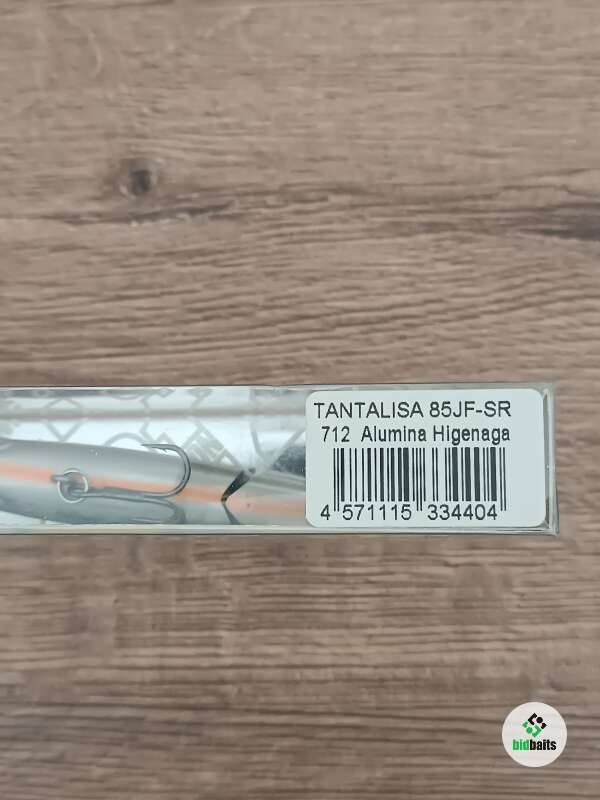 TANTALISA 85JF-SR
712 Alumina Higenaga
4 571115 334404
bidbaits